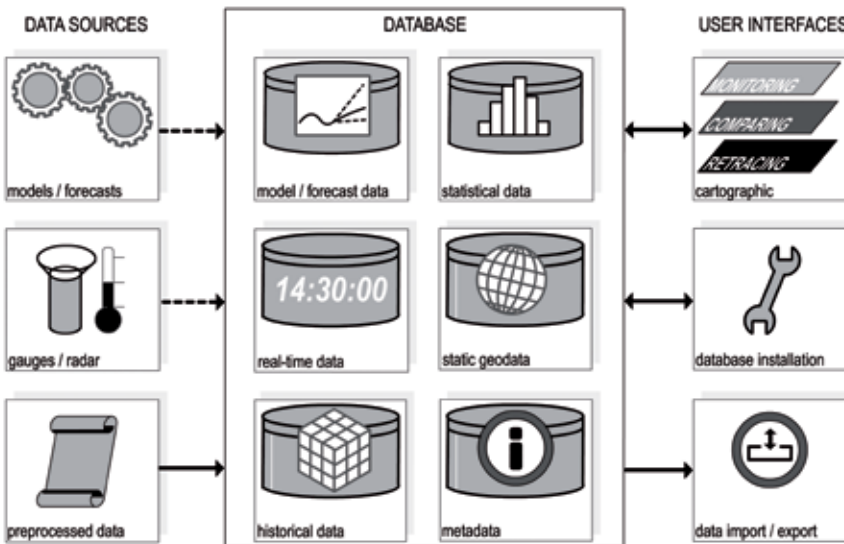 DATA SOURCES
DATABASE
USER INTERFACES
models / forecasts
model / forecast data
statistical data
MONITORING
COMPARING
RETRACING
cartographic
gauges / radar
14:30:00
real-time data
static geodata
database installation
preprocessed data
historical data
i
metadata
data import / export